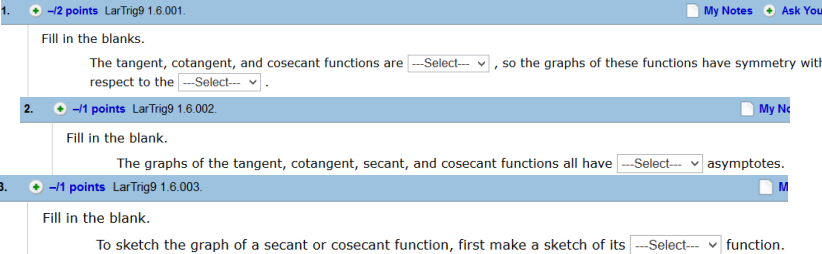 1. –/2 points LarTrig9 1.6.001. My Notes Ask You
Fill in the blanks.
The tangent, cotangent, and cosecant functions are ---Select--- , so the graphs of these functions have symmetry with
respect to the ---Select--- .
2. –/1 points LarTrig9 1.6.002. My No
Fill in the blank.
The graphs of the tangent, cotangent, secant, and cosecant functions all have ---Select--- asymptotes.
3. –/1 points LarTrig9 1.6.003. M
Fill in the blank.
To sketch the graph of a secant or cosecant function, first make a sketch of its ---Select--- function.